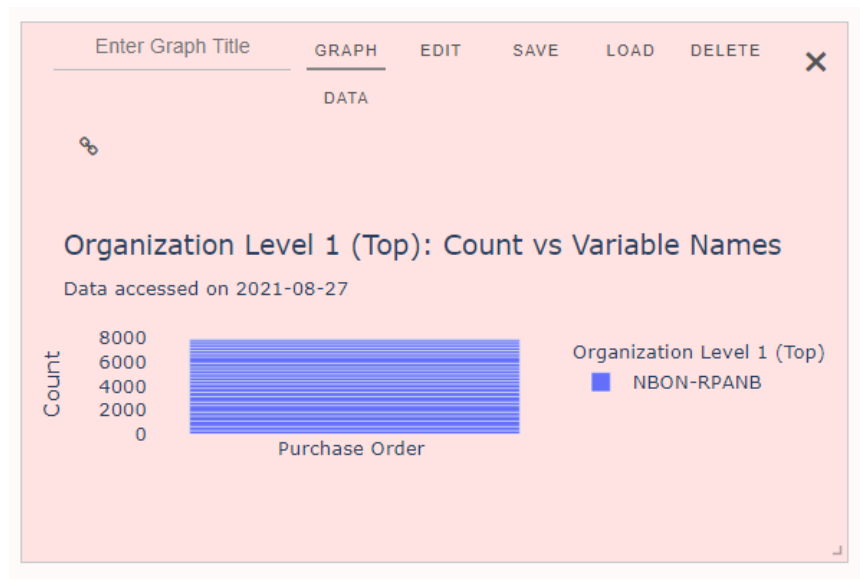 Enter Graph Title GRAPH EDIT SAVE LOAD DELETE
DATA
Organization Level 1 (Top): Count vs Variable Names
Data accessed on 2021-08-27
Count
8000
6000
4000
2000
0
Purchase Order
Organization Level 1 (Top)
NBON-RPANB